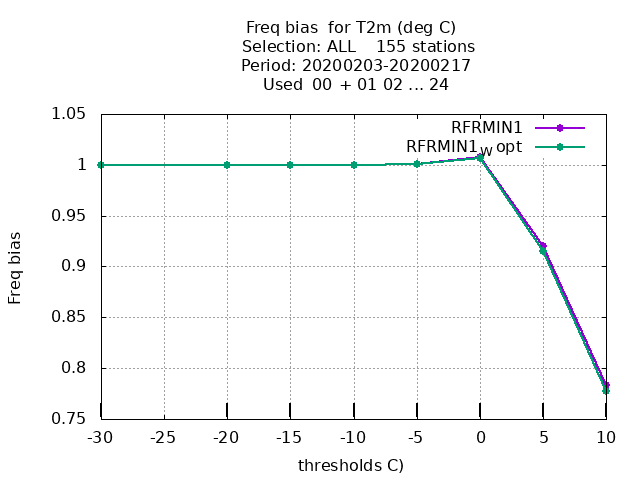 Freq bias  for T2m (deg C)
Selection: ALL    155 stations
Period: 20200203-20200217
Used  00 + 01 02 ... 24
1.05
RFRMIN1
RFRMIN1w opt
1
0.95
0.9
0.85
0.8
0.75
Freq bias
-30 -25 -20 -15 -10 -5 0 5 10
thresholds C)